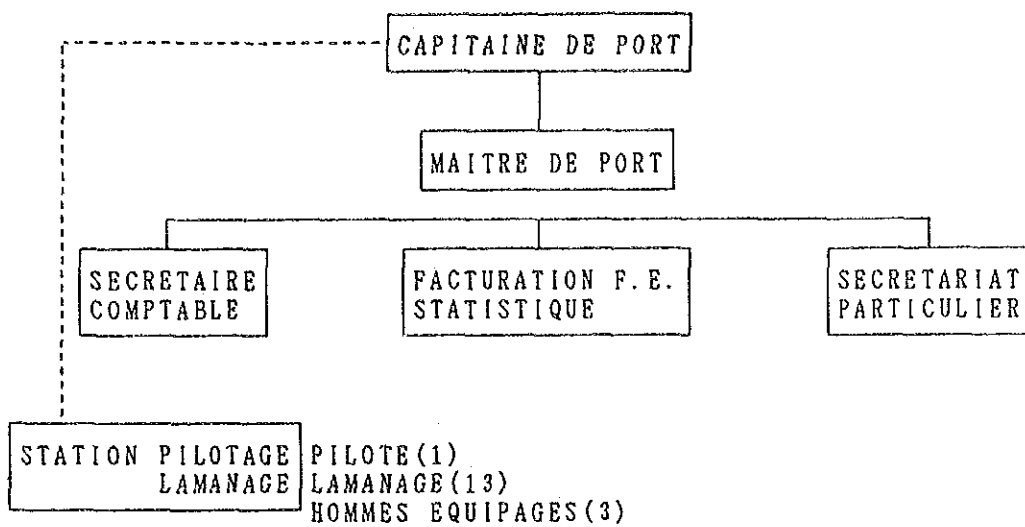 CAPITAINE DE PORT
MAITRE DE PORT
SECRETAIRE
COMPTABLE
FACTURATION F.E.
STATISTIQUE
SECRETARIAT
PARTICULIER
STATION PILOTAGE PILOTE(1)
LAMANAGE LAMANAGE(13)
HOMMES EQUIPAGES(3)